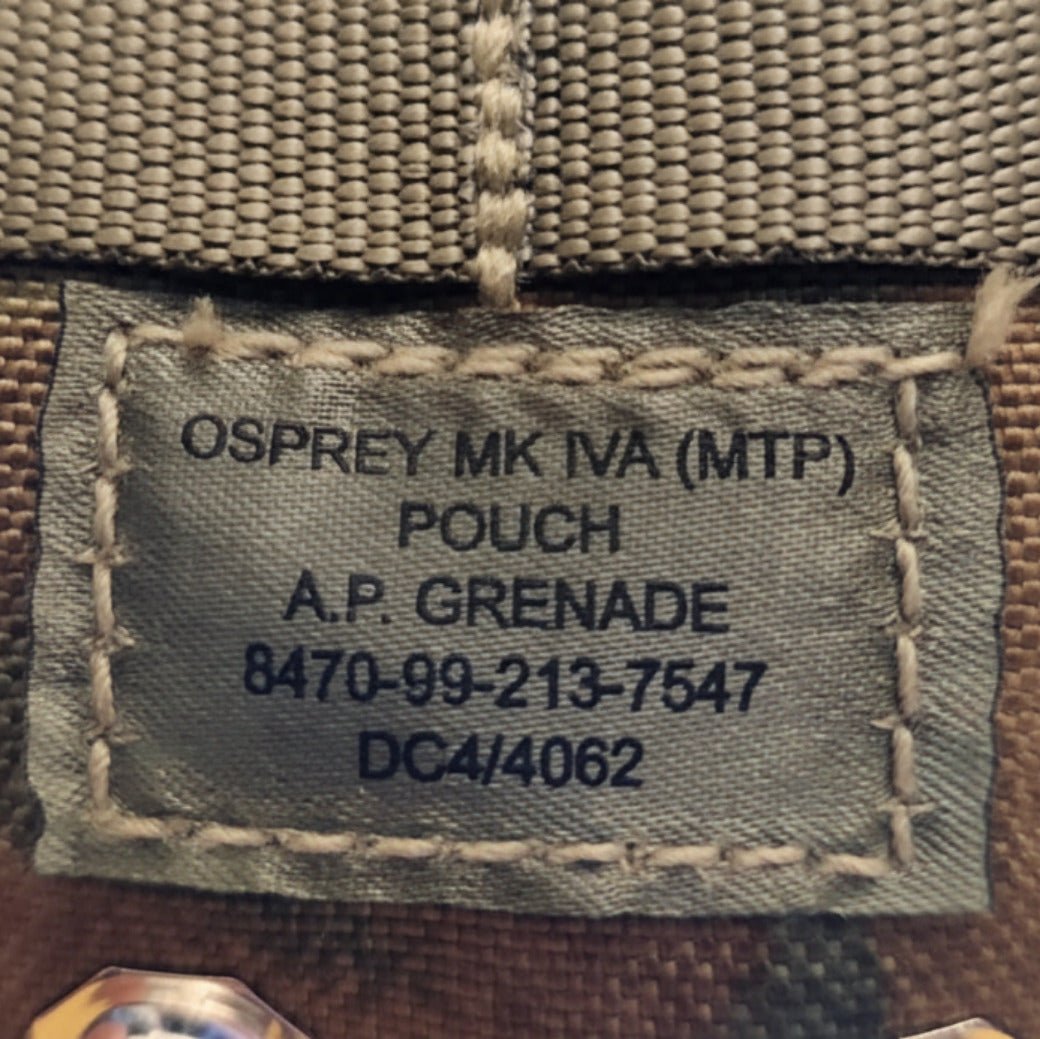 OSPREY MK IVA (MTP)
POUCH
A.P. GRENADE
8470-99-213-7547
DC4/4062